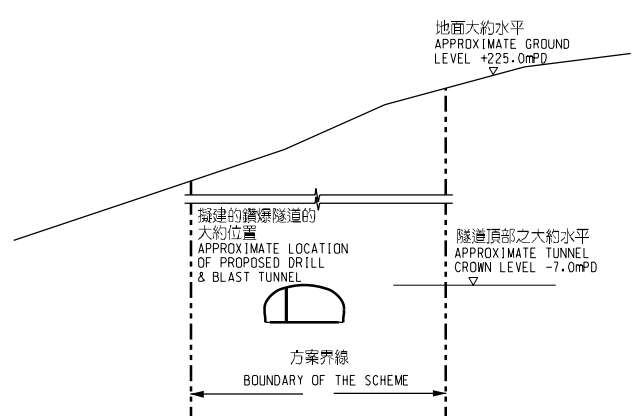 地面大約水平
APPROXIMATE GROUND
LEVEL +225.0mPD
擬建的鑽爆隧道的
大約位置
APPROXIMATE LOCATION
OF PROPOSED DRILL
& BLAST TUNNEL
隧道頂部之大約水平
APPROXIMATE TUNNEL
CROWN LEVEL -7.0mPD
方案界線
BOUNDARY OF THE SCHEME